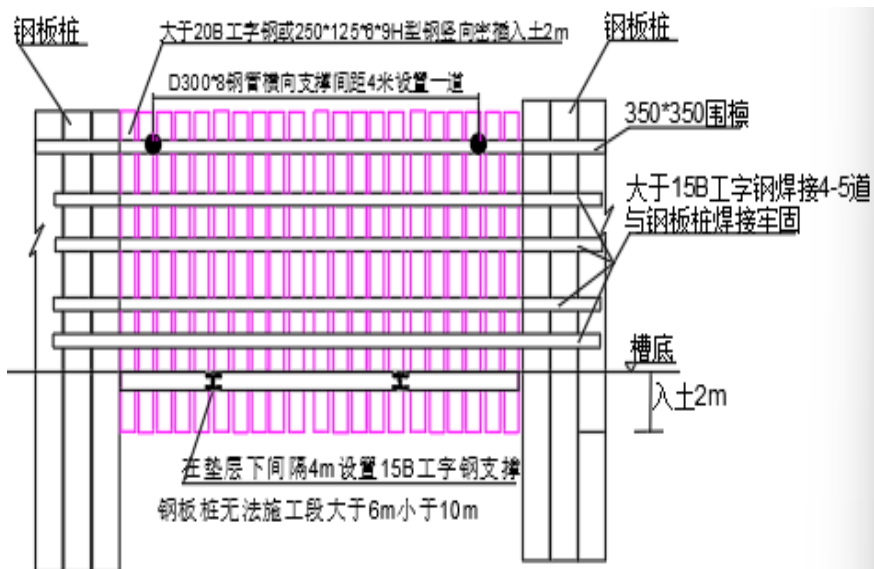 钢板桩
大于20B工字钢或250*125*6*9H型钢竖向密插入土2m
钢板桩
D300*8钢管横向支撑间距4米设置一道
350*350围檩
大于15B工字钢焊接4-5道
与钢板桩焊接牢固
槽底
入土2m
在垫层下间隔4m设置15B工字钢支撑
钢板桩无法施工段大于6m小于10m